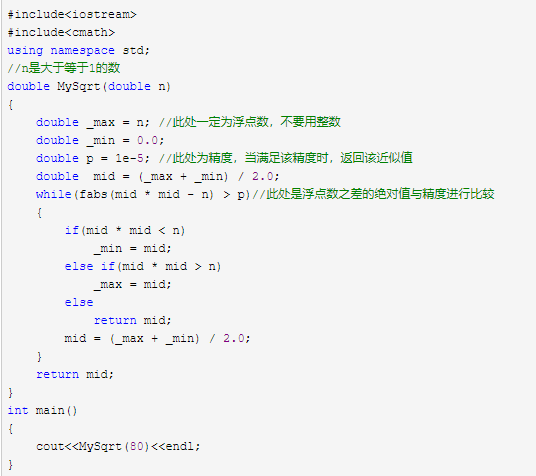 #include<iostream>
#include<cmath>
using namespace std;
//n是大于等于1的数
double MySqrt(double n)
{
    double _max = n; //此处一定为浮点数，不要用整数
    double _min = 0.0;
    double p = 1e-5; //此处为精度，当满足该精度时，返回该近似值
    double  mid = (_max + _min) / 2.0;
    while(fabs(mid * mid - n) > p)//此处是浮点数之差的绝对值与精度进行比较
    {
        if(mid * mid < n)
            _min = mid;
        else if(mid * mid > n)
            _max = mid;
        else
            return mid;
        mid = (_max + _min) / 2.0;
    }
    return mid;
}
int main()
{
    cout<<MySqrt(80)<<endl;
}